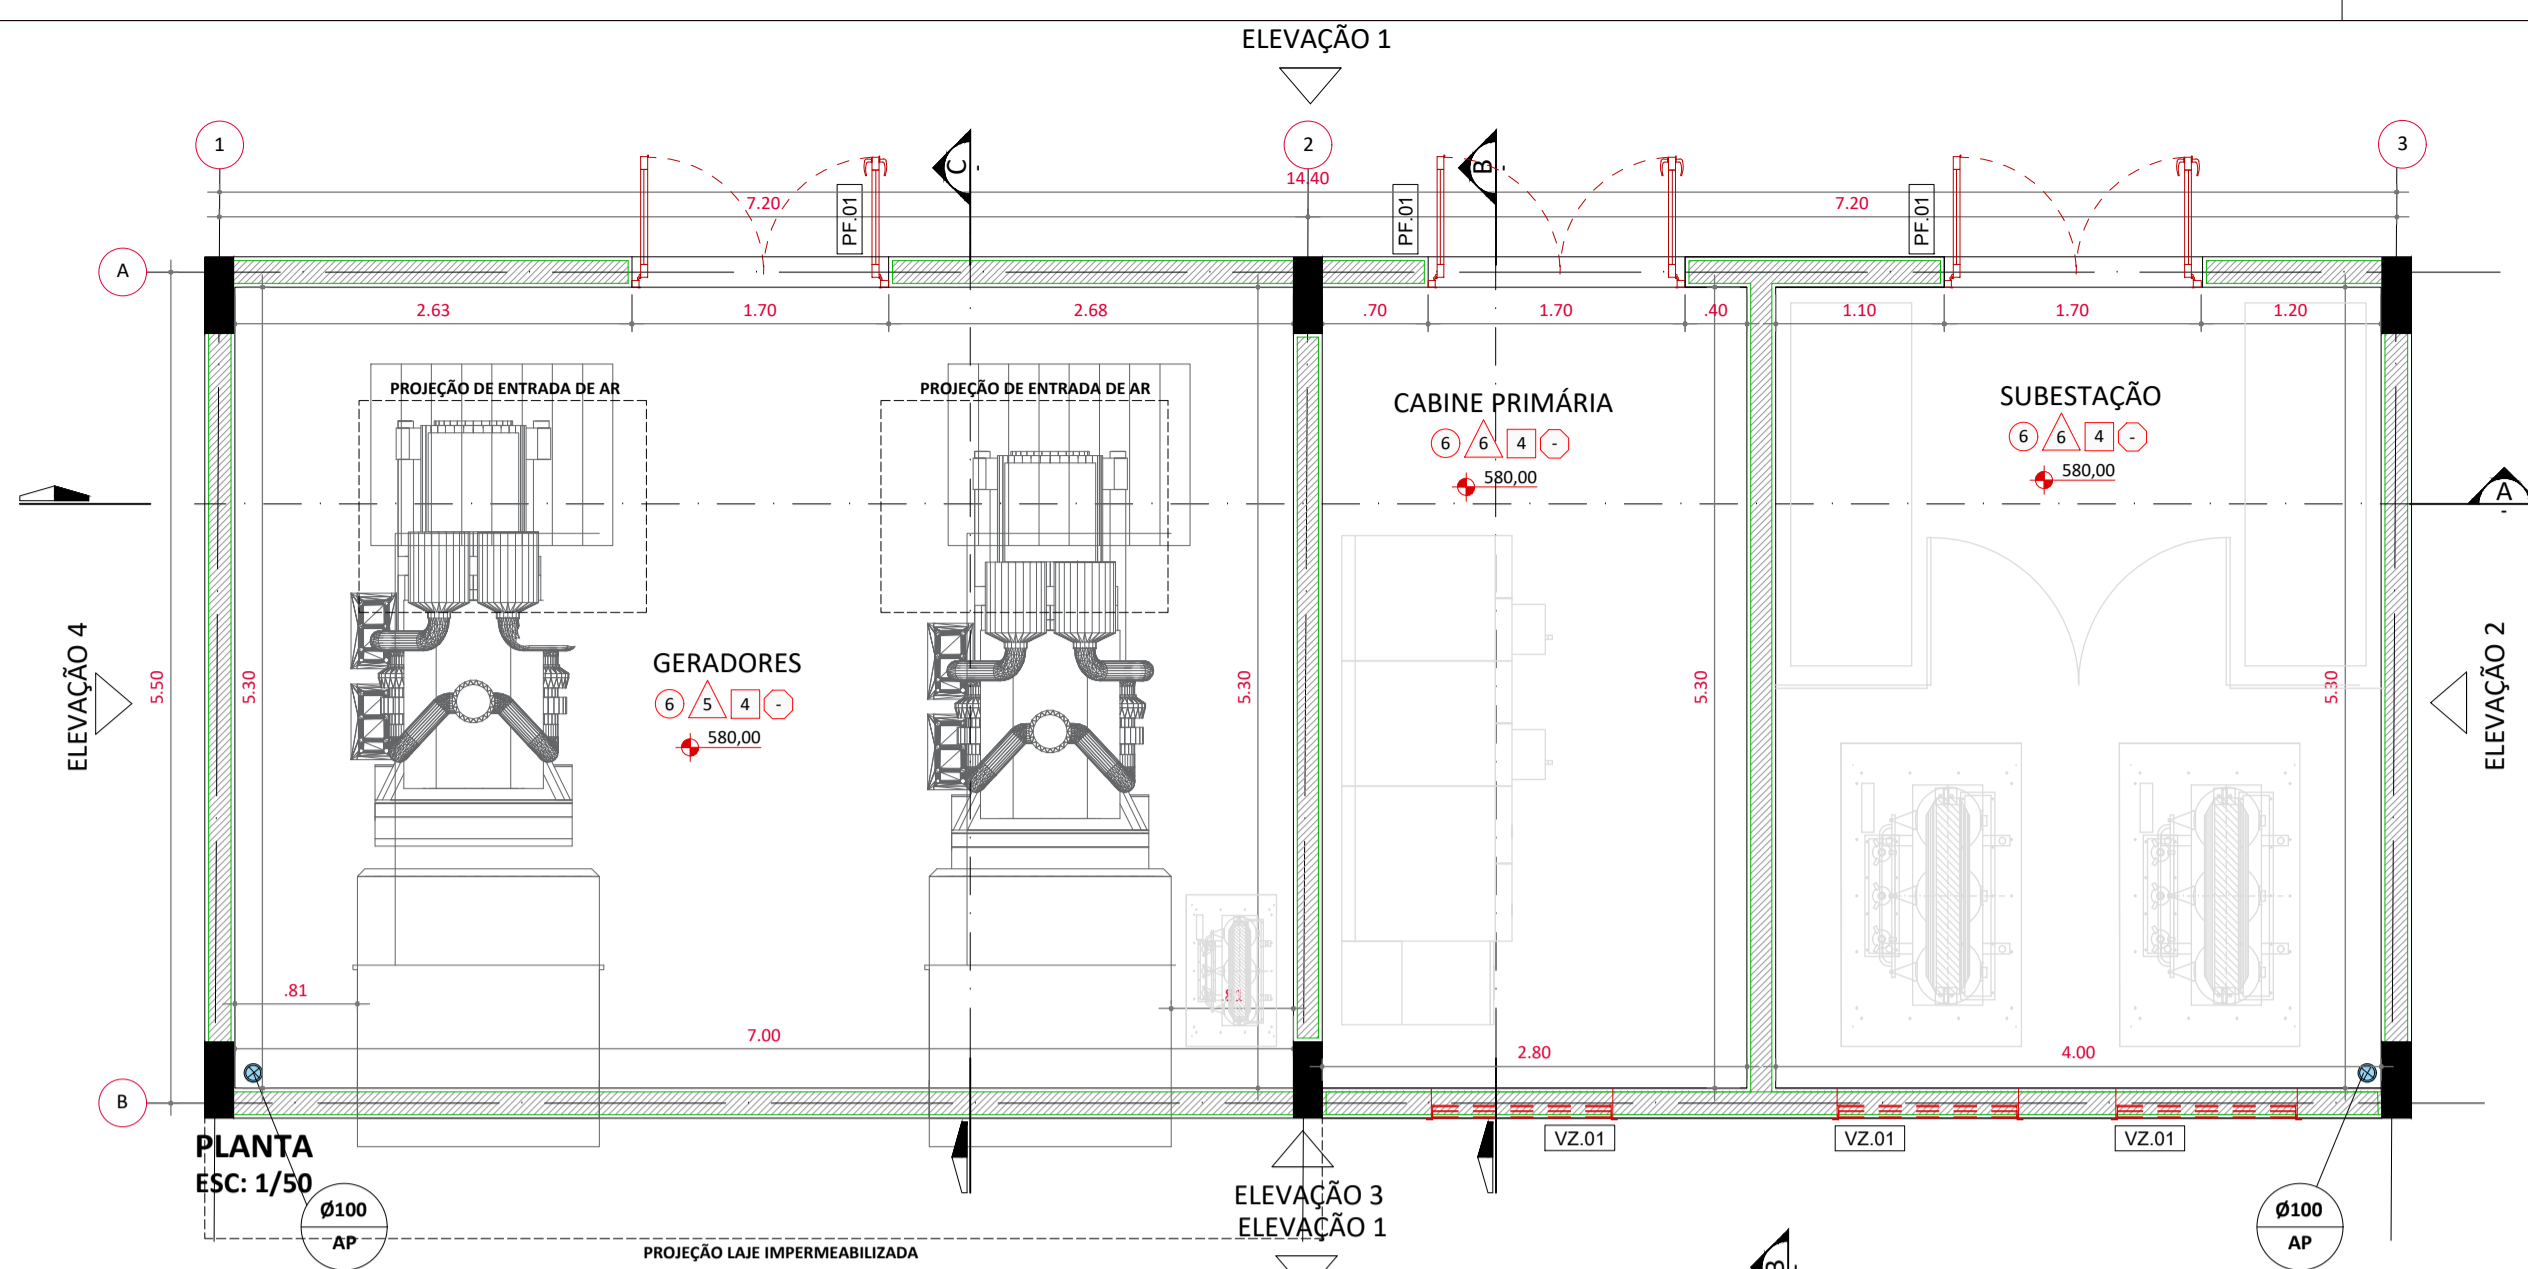 ELEVAÇÃO 1
1
2
3
C
B
14.40
7.20
7.20
PF.01
PF.01
PF.01
A
2.63
1.70
2.68
.70
1.70
.40
1.10
1.70
1.20
PROJEÇÃO DE ENTRADA DE AR
PROJEÇÃO DE ENTRADA DE AR
CABINE PRIMÁRIA
6 6 4 -
580,00
SUBESTAÇÃO
6 6 4 -
580,00
A
-
ELEVAÇÃO 4
5.50
5.30
GERADORES
6 5 4 -
580,00
5.30
5.30
5.30
ELEVAÇÃO 2
.81
.81
7.00
2.80
4.00
B
PLANTA
ESC: 1/50
VZ.01
VZ.01
VZ.01
Ø100
AP
ELEVAÇÃO 3
ELEVAÇÃO 1
Ø100
AP
PROJEÇÃO LAJE IMPERMEABILIZADA
B